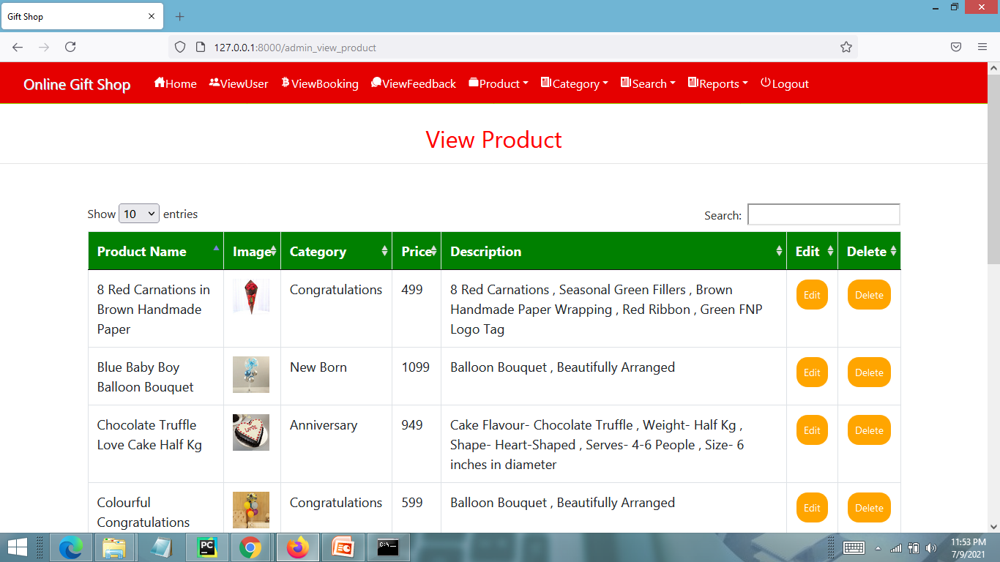 Gift Shop
127.0.0.1:8000/admin_view_product
Online Gift Shop Home ViewUser ViewBooking ViewFeedback Product Category Search Reports Logout
View Product
Show 10 entries Search:
Product Name Image Category Price Description Edit Delete
8 Red Carnations in Congratulations 499 8 Red Carnations , Seasonal Green Fillers , Brown Edit Delete
Brown Handmade Handmade Paper Wrapping , Red Ribbon , Green FNP
Paper Logo Tag
Blue Baby Boy New Born 1099 Balloon Bouquet , Beautifully Arranged Edit Delete
Balloon Bouquet
Chocolate Truffle Anniversary 949 Cake Flavour- Chocolate Truffle , Weight- Half Kg , Edit Delete
Love Cake Half Kg Shape- Heart-Shaped , Serves- 4-6 People , Size- 6
inches in diameter
Colourful Congratulations 599 Balloon Bouquet , Beautifully Arranged Edit Delete
Congratulations
PC
C:\
11:53 PM
7/9/2021